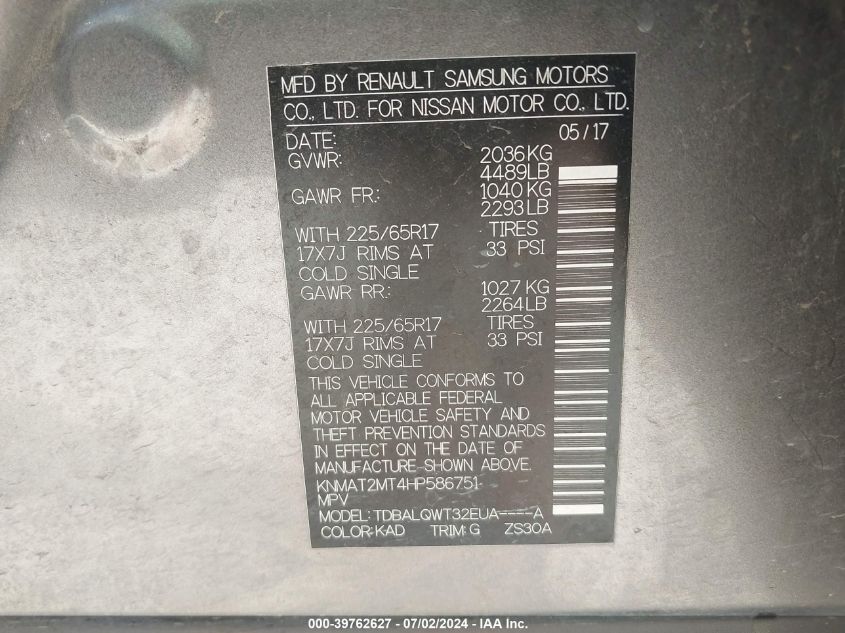 MFD BY RENAULT SAMSUNG MOTORS
CO., LTD. FOR NISSAN MOTOR CO., LTD.
DATE: 05/17
GVWR: 2036KG
4489LB
GAWR FR.: 1040KG
2293LB
WITH 225/65R17 TIRES
17X7J RIMS AT 33 PSI
COLD SINGLE
GAWR RR.: 1027KG
2264LB
WITH 225/65R17 TIRES
17X7J RIMS AT 33 PSI
COLD SINGLE
THIS VEHICLE CONFORMS TO
ALL APPLICABLE FEDERAL
MOTOR VEHICLE SAFETY AND
THEFT PREVENTION STANDARDS
IN EFFECT ON THE DATE OF
MANUFACTURE-SHOWN ABOVE.
KNMAT2MT4HP586751
MPV
MODEL:TDBALQWT32EUA----A
COLOR:KAD TRIM:G ZS30A
000-39762627 - 07/02/2024 - IAA Inc.